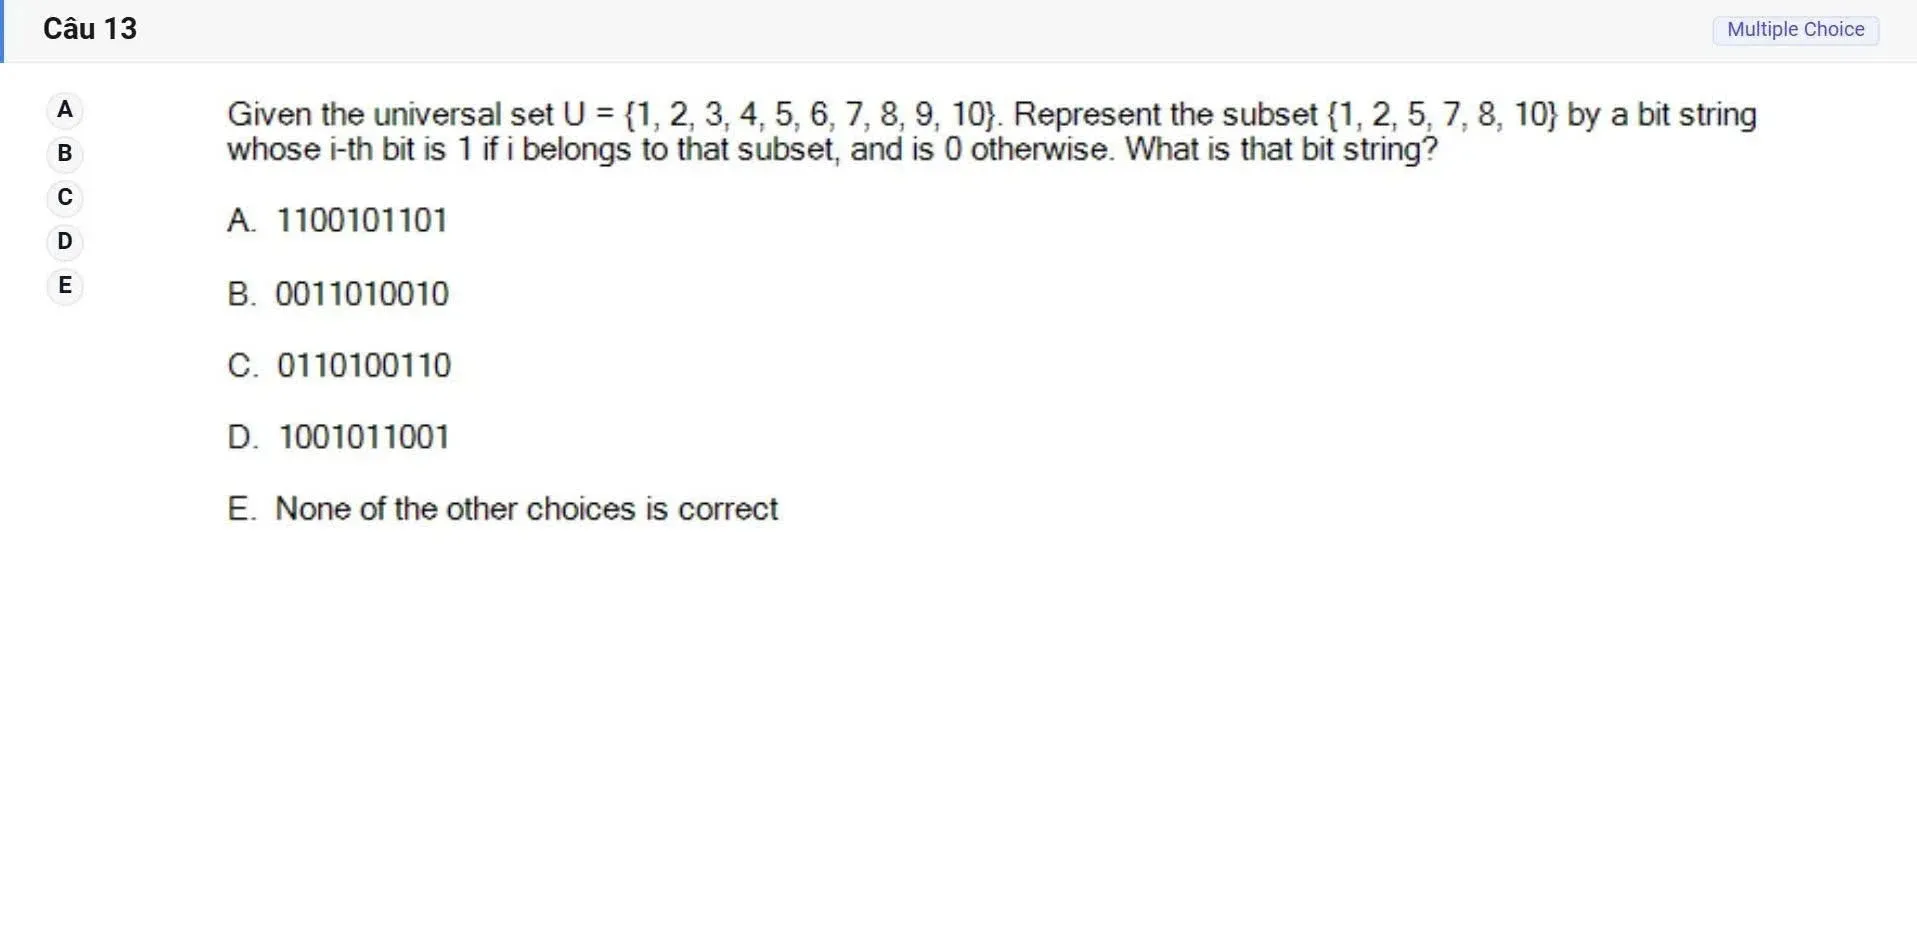 Câu 13
Multiple Choice
A
B
C
D
E
Given the universal set U = {1, 2, 3, 4, 5, 6, 7, 8, 9, 10}. Represent the subset {1, 2, 5, 7, 8, 10} by a bit string
whose i-th bit is 1 if i belongs to that subset, and is 0 otherwise. What is that bit string?
A. 1100101101
B. 0011010010
C. 0110100110
D. 1001011001
E. None of the other choices is correct